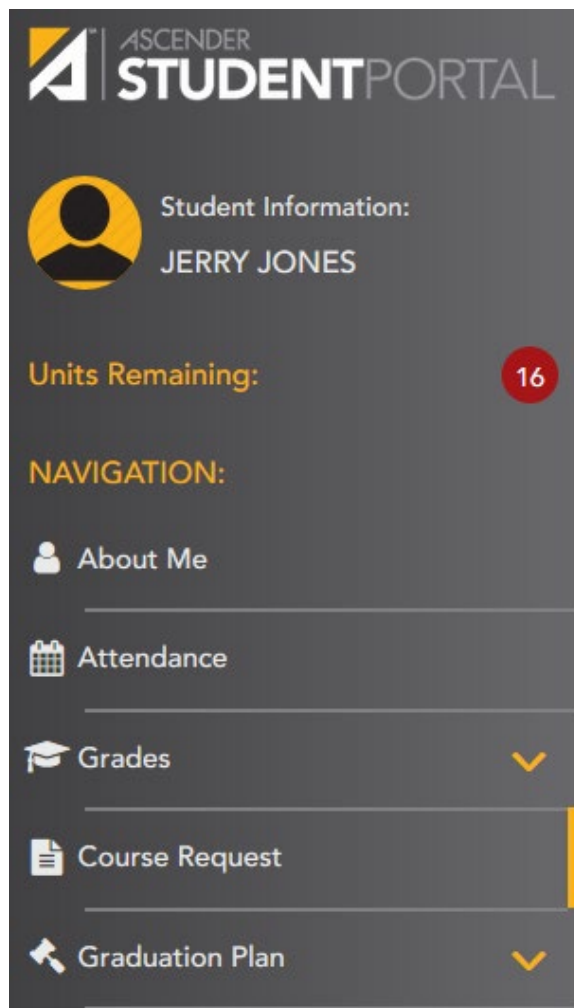 ASCENDER
STUDENTPORTAL
Student Information:
JERRY JONES
Units Remaining:
16
NAVIGATION:
About Me
Attendance
Grades
Course Request
Graduation Plan